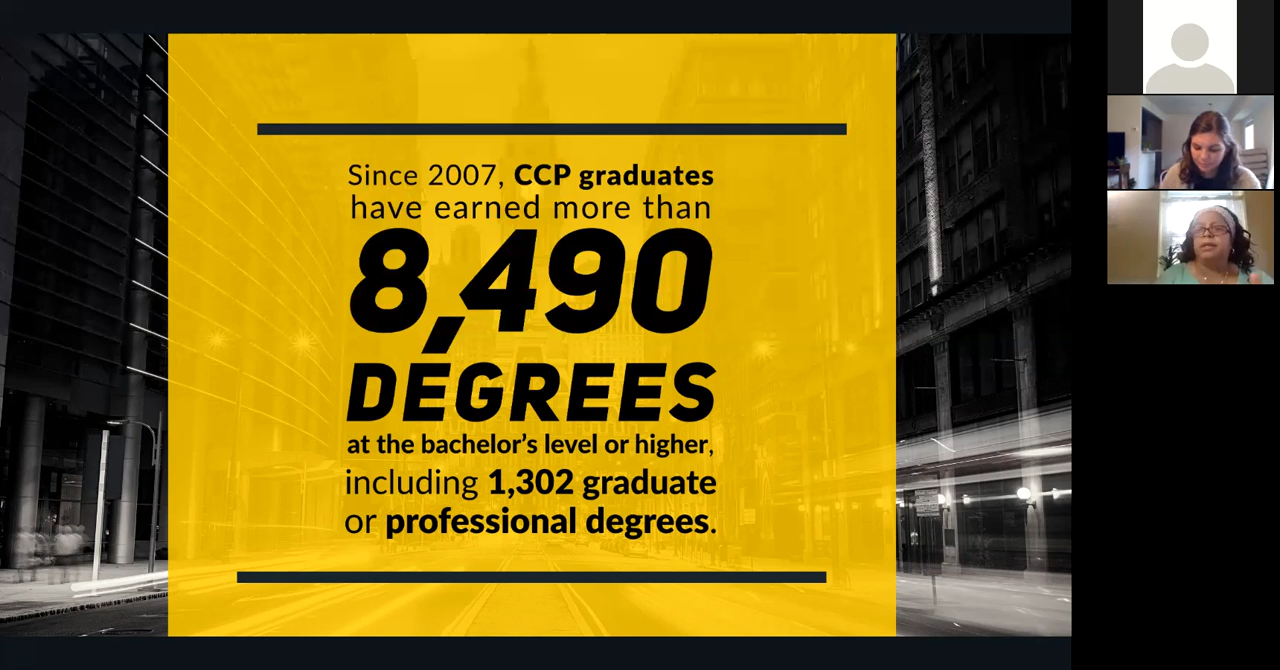 Since 2007, CCP graduates
have earned more than
8,490
DEGREES
at the bachelor's level or higher,
including 1,302 graduate
or professional degrees.